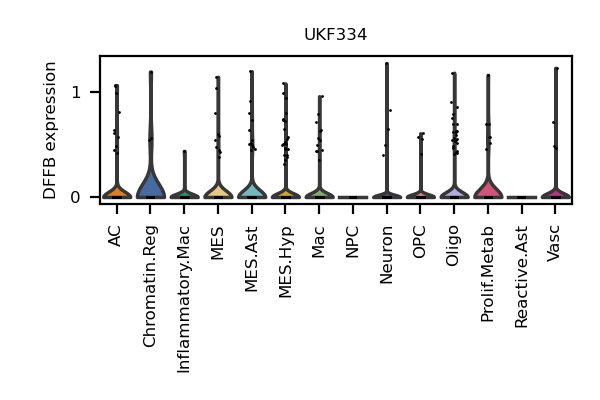 UKF334
DFFB expression
1
0
AC
Chromatin.Reg
Inflammatory.Mac
MES
MES.Ast
MES.Hyp
Mac
NPC
Neuron
OPC
Oligo
Prolif.Metab
Reactive.Ast
Vasc